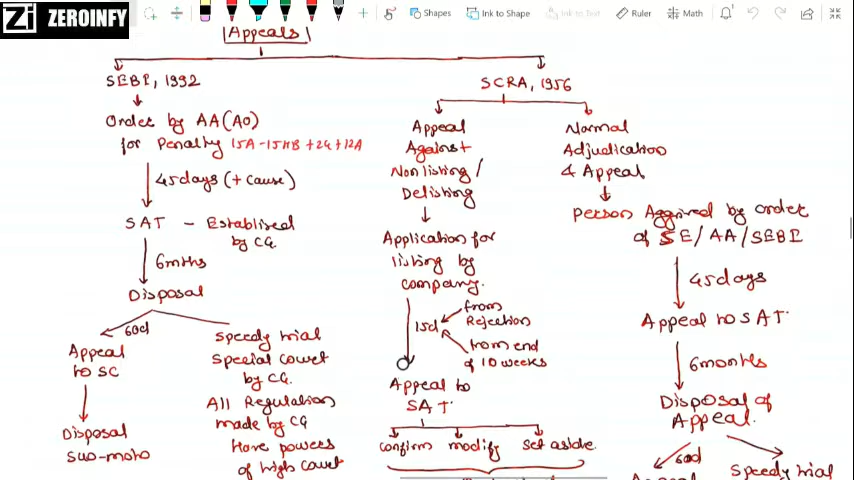 Zi ZEROINFY
Shapes
Ink to Shape
Ink to Text
Ruler
Math
Appeals
SEBI, 1992
Order by AA(AO)
for Penalty 15A-15HB+24+12A
45days (+ cause)
SAT - Established
by CG.
6mths
Disposal
60d
Appeal
to SC
Disposal
suo-moto
Speedy trial
Special court
by CG.
All Regulation
made by CG
Have powers
of high court
SCRA, 1956
Appeal
Against
Nonlisting/
Delisting
Application for
listing by
company.
15d
from
Rejection
from end
of 10 weeks
Appeal to
SAT.
confirm modify set aside.
Normal
Adjudication
& Appeal
Person Aggrived by order
of SE/AA/SEBI
45days
Appeal to SAT.
6months
Disposal of
Appeal.
60d
Speedy trial